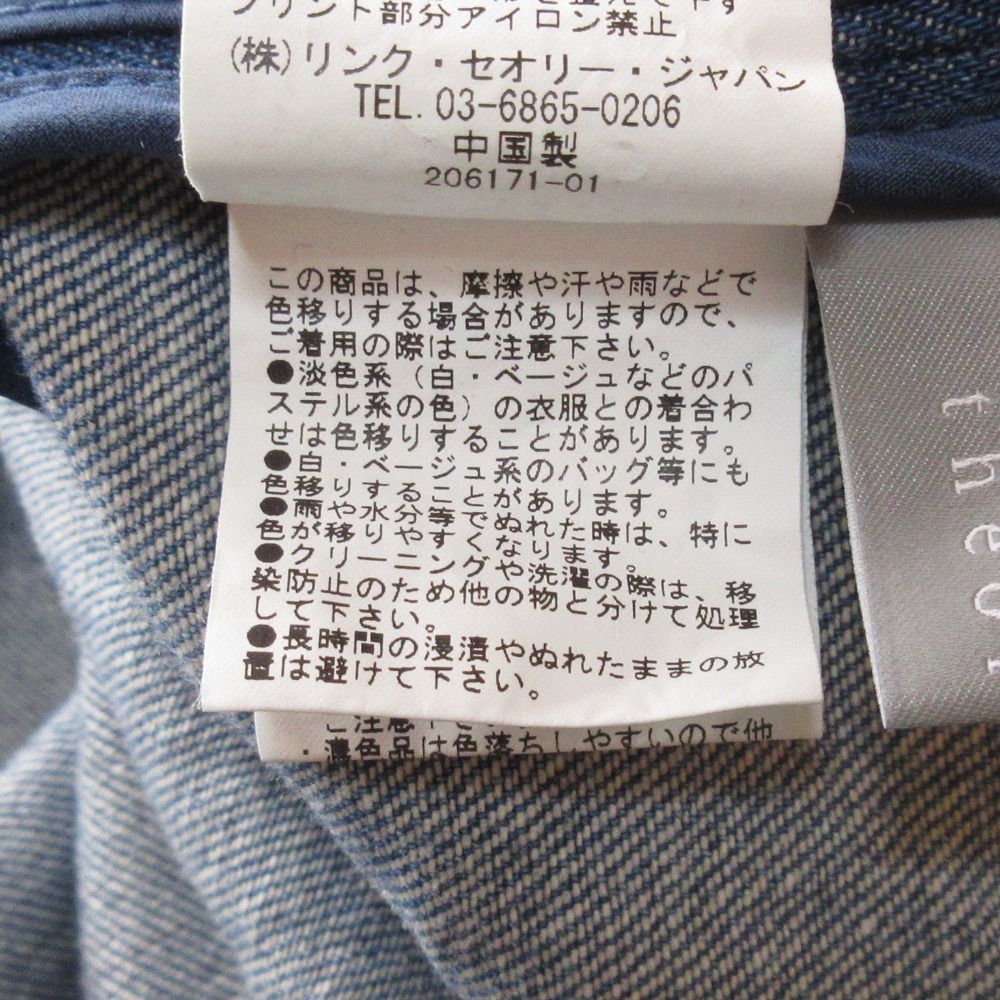 プリント部分アイロン禁止
(株)リンク・セオリー・ジャパン
TEL. 03-6865-0206
中国製
206171-01
この商品は、摩擦や汗や雨などで
色移りする場合がありますので、
ご着用の際はご注意下さい。
●淡色系(白・ベージュなどのパ
ステル系の色)の衣服との着合わ
せは色移りすることがあります。
●白・ベージュ系のバッグ等にも
色移りすることがあります。
●雨や水分等でぬれた時は、特に
色が移りやすくなります。
●クリーニングや洗濯の際は、移
染防止のため他の物と分けて処理
して下さい。
●長時間の浸漬やぬれたままの放
置は避けて下さい。
・濃色品は色落ちしやすいので他
theor